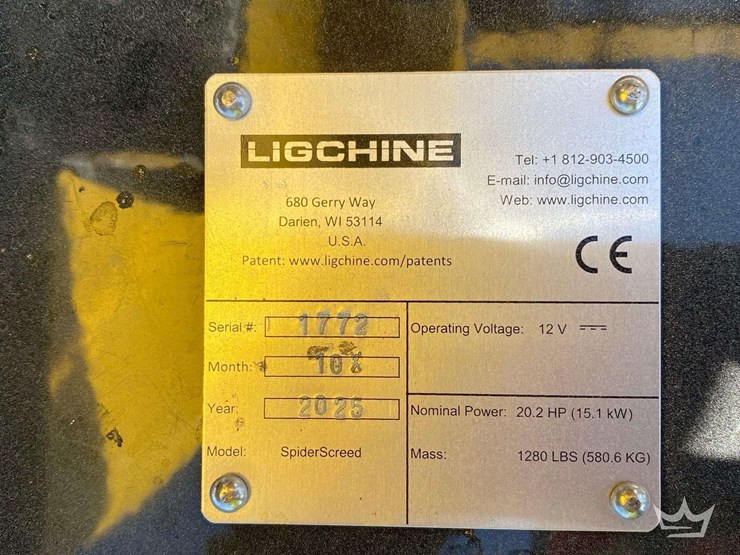 LIGCHINE
680 Gerry Way
Darien, WI 53114
U.S.A.
Patent: www.ligchine.com/patents
Tel: +1 812-903-4500
E-mail: info@ligchine.com
Web: www.ligchine.com
CE
Serial #: 1772
Month: 10
Year: 2025
Model: SpiderScreed
Operating Voltage: 12 V
Nominal Power: 20.2 HP (15.1 kW)
Mass: 1280 LBS (580.6 KG)